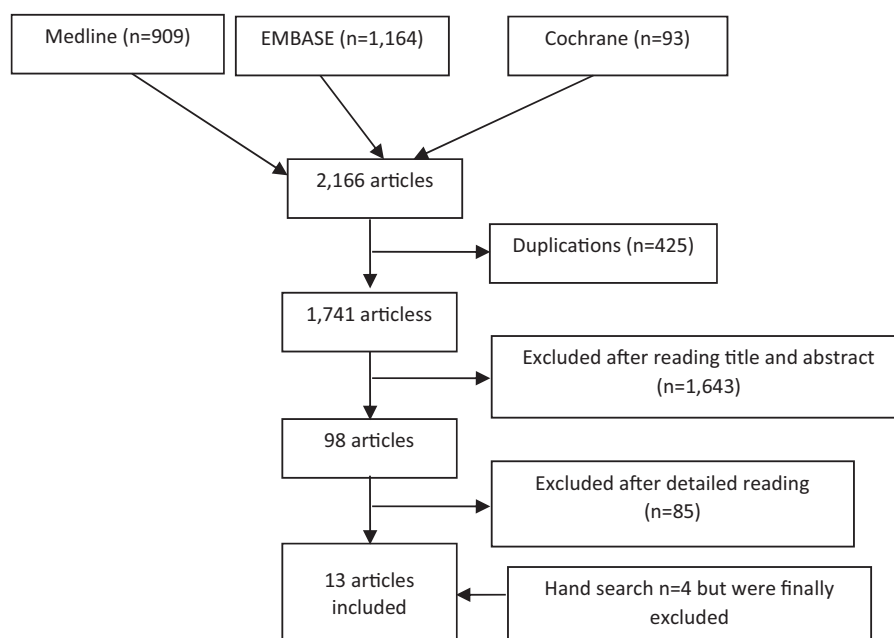 Medline (n=909)
EMBASE (n=1,164)
Cochrane (n=93)
2,166 articles
Duplications (n=425)
1,741 articless
Excluded after reading title and abstract
(n=1,643)
98 articles
Excluded after detailed reading
(n=85)
13 articles
included
Hand search n=4 but were finally
excluded